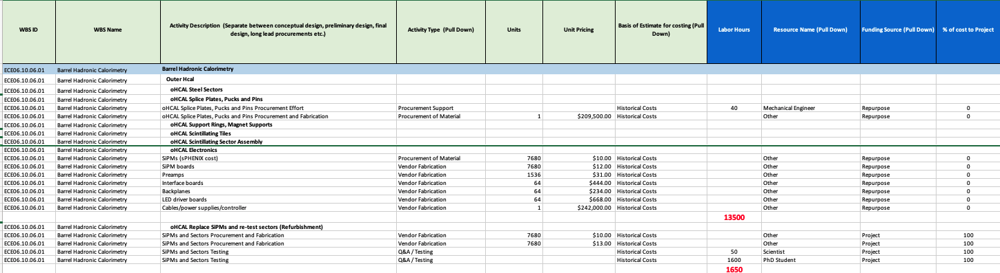 WBS ID WBS Name Activity Description (Separate between conceptual design, preliminary design, final design, long lead procurements etc.) Activity Type (Pull Down) Units Unit Pricing Basis of Estimate for costing (Pull Down) Labor Hours Resource Name (Pull Down) Funding Source (Pull Down) % of cost to Project
ECE06.10.06.01 Barrel Hadronic Calorimetry Barrel Hadronic Calorimetry
ECE06.10.06.01 Barrel Hadronic Calorimetry Outer Hcal
ECE06.10.06.01 Barrel Hadronic Calorimetry oHCAL Steel Sectors
ECE06.10.06.01 Barrel Hadronic Calorimetry oHCAL Splice Plates, Pucks and Pins
ECE06.10.06.01 Barrel Hadronic Calorimetry oHCAL Splice Plates, Pucks and Pins Procurement Effort Procurement Support Historical Costs 40 Mechanical Engineer Repurpose 0
ECE06.10.06.01 Barrel Hadronic Calorimetry oHCAL Splice Plates, Pucks and Pins Procurement and Fabrication Procurement of Material 1 $209,500.00 Historical Costs Other Repurpose 0
ECE06.10.06.01 Barrel Hadronic Calorimetry oHCAL Support Rings, Magnet Supports
ECE06.10.06.01 Barrel Hadronic Calorimetry oHCAL Scintillating Tiles
ECE06.10.06.01 Barrel Hadronic Calorimetry oHCAL Scintillating Sector Assembly
ECE06.10.06.01 Barrel Hadronic Calorimetry oHCAL Electronics
ECE06.10.06.01 Barrel Hadronic Calorimetry SiPMs (sPHENIX cost) Procurement of Material 7680 $10.00 Historical Costs Other Repurpose 0
ECE06.10.06.01 Barrel Hadronic Calorimetry SiPM boards Vendor Fabrication 7680 $12.00 Historical Costs Other Repurpose 0
ECE06.10.06.01 Barrel Hadronic Calorimetry Preamps Vendor Fabrication 1536 $31.00 Historical Costs Other Repurpose 0
ECE06.10.06.01 Barrel Hadronic Calorimetry Interface boards Vendor Fabrication 64 $444.00 Historical Costs Other Repurpose 0
ECE06.10.06.01 Barrel Hadronic Calorimetry Backplanes Vendor Fabrication 64 $234.00 Historical Costs Other Repurpose 0
ECE06.10.06.01 Barrel Hadronic Calorimetry LED driver boards Vendor Fabrication 64 $668.00 Historical Costs Other Repurpose 0
ECE06.10.06.01 Barrel Hadronic Calorimetry Cables/power supplies/controller Vendor Fabrication 1 $242,000.00 Historical Costs Other Repurpose 0
13500
ECE06.10.06.01 Barrel Hadronic Calorimetry oHCAL Replace SiPMs and re-test sectors (Refurbishment)
ECE06.10.06.01 Barrel Hadronic Calorimetry SiPMs and Sectors Procurement and Fabrication Vendor Fabrication 7680 $10.00 Historical Costs Other Project 100
ECE06.10.06.01 Barrel Hadronic Calorimetry SiPMs and Sectors Procurement and Fabrication Vendor Fabrication 7680 $13.00 Historical Costs Other Project 100
ECE06.10.06.01 Barrel Hadronic Calorimetry SiPMs and Sectors Testing Q&A / Testing Historical Costs 50 Scientist Project 100
ECE06.10.06.01 Barrel Hadronic Calorimetry SiPMs and Sectors Testing Q&A / Testing Historical Costs 1600 PhD Student Project 100
1650